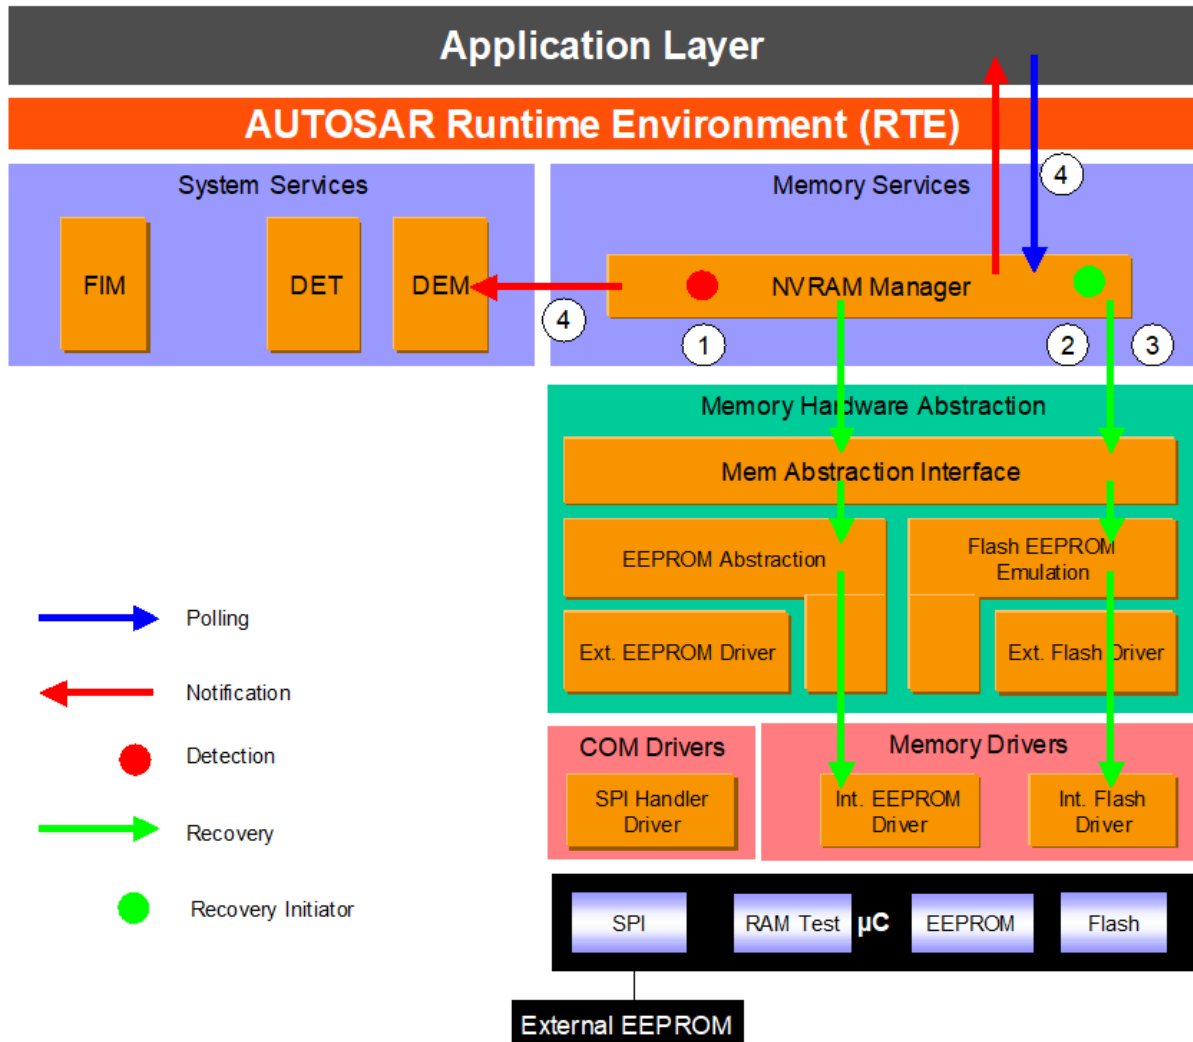 Application Layer
AUTOSAR Runtime Environment (RTE)
System Services
Memory Services
4
FIM
DET
DEM
NVRAM Manager
4
1
2
3
Memory Hardware Abstraction
Mem Abstraction Interface
EEPROM Abstraction
Flash EEPROM
Emulation
Ext. EEPROM Driver
Ext. Flash Driver
Polling
Notification
Detection
Recovery
Recovery Initiator
COM Drivers
Memory Drivers
SPI Handler
Driver
Int. EEPROM
Driver
Int. Flash
Driver
SPI
RAM Test
µC
EEPROM
Flash
External EEPROM